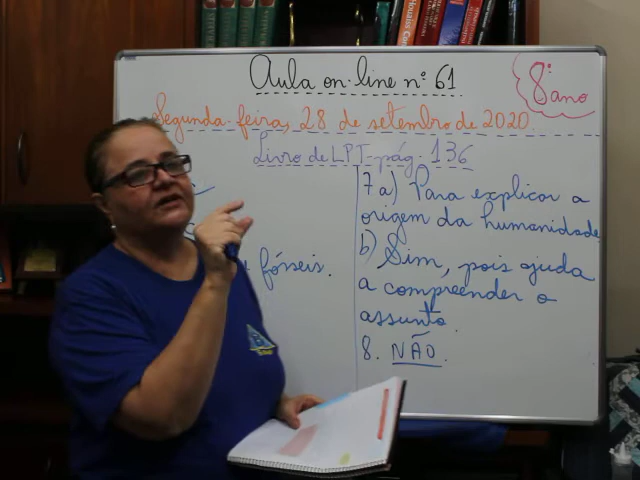 Aula on-line nº 61
8º ano
Segunda-feira, 28 de setembro de 2020.
Livro de LPT pág. 136
fósseis.
7 a) Para explicar a
origem da humanidade
b) Sim, pois ajuda
a compreender o
assunto.
8. NÃO.